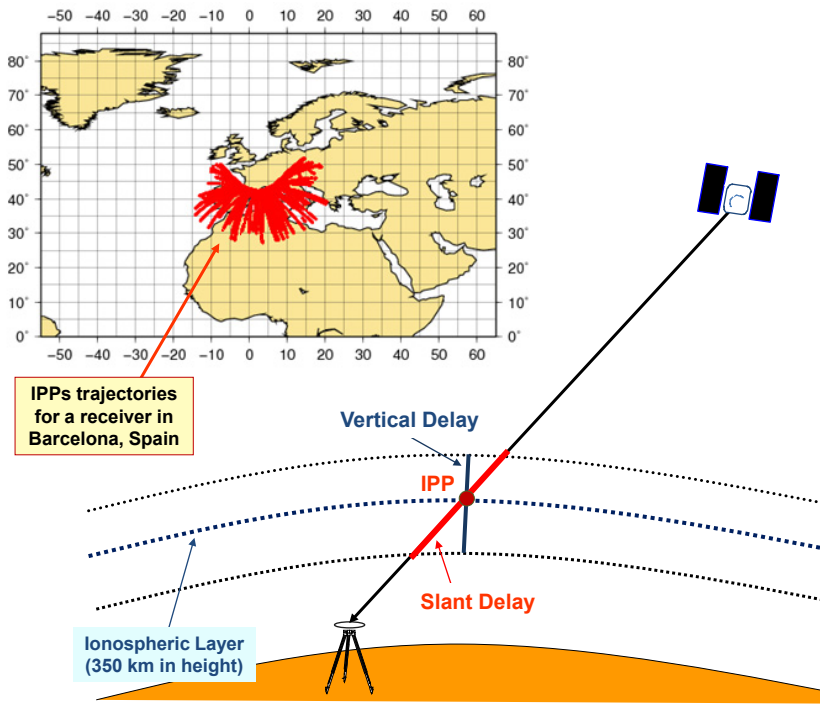 −50 −40 −30 −20 −10 0 10 20 30 40 50 60
80˚ 80˚
70˚ 70˚
60˚ 60˚
50˚ 50˚
40˚ 40˚
30˚ 30˚
20˚ 20˚
10˚ 10˚
0˚ 0˚
−50 −40 −30 −20 −10 0 10 20 30 40 50 60
IPPs trajectories
for a receiver in
Barcelona, Spain
Vertical Delay
IPP
Slant Delay
Ionospheric Layer
(350 km in height)